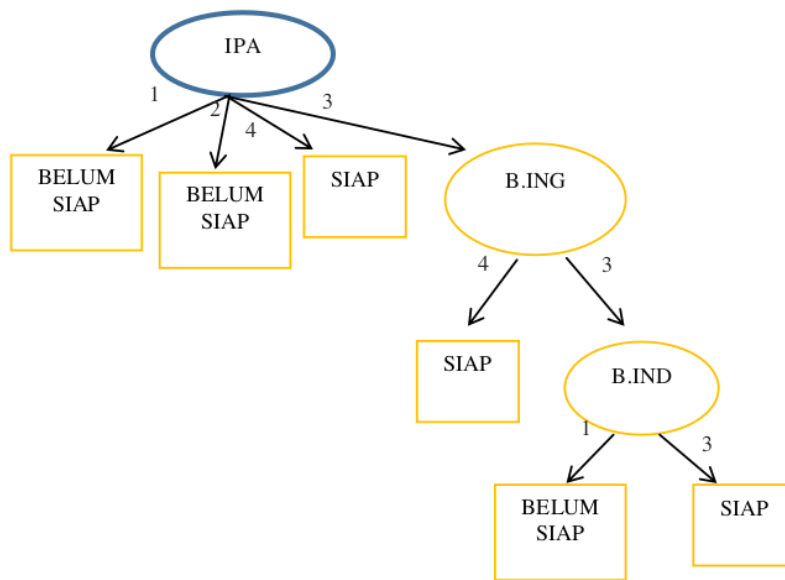 IPA
1
2
4
3
BELUM
SIAP
BELUM
SIAP
SIAP
B.ING
4
3
SIAP
B.IND
1
3
BELUM
SIAP
SIAP